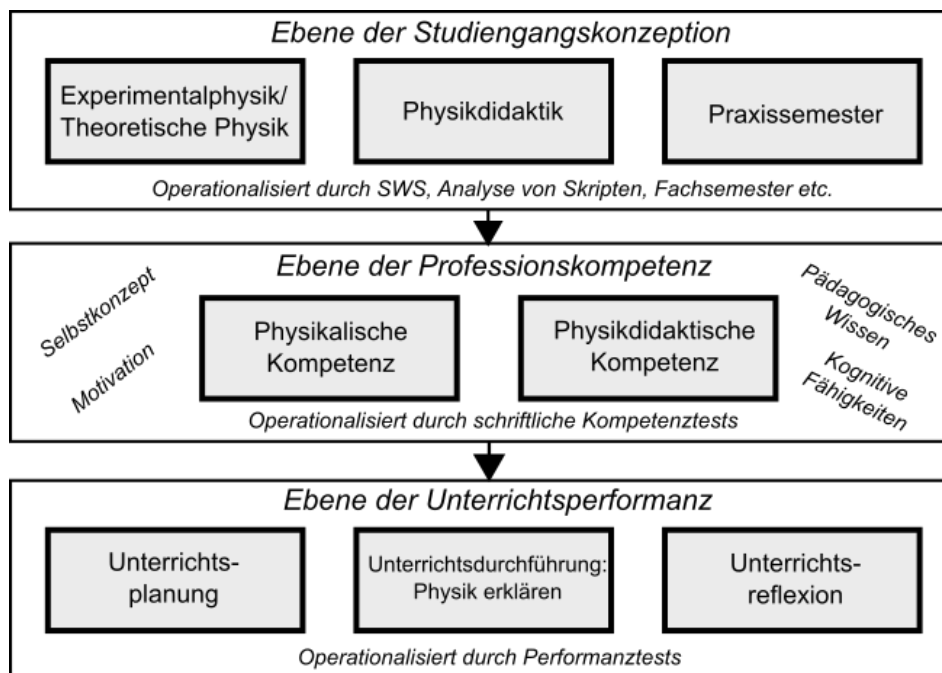 Ebene der Studiengangskonzeption
Experimentalphysik/
Theoretische Physik
Physikdidaktik
Praxissemester
Operationalisiert durch SWS, Analyse von Skripten, Fachsemester etc.
Ebene der Professionskompetenz
Selbstkonzept
Motivation
Physikalische
Kompetenz
Physikdidaktische
Kompetenz
Pädagogisches
Wissen
Kognitive
Fähigkeiten
Operationalisiert durch schriftliche Kompetenztests
Ebene der Unterrichtsperformanz
Unterrichts-
planung
Unterrichtsdurchführung:
Physik erklären
Unterrichts-
reflexion
Operationalisiert durch Performanztests